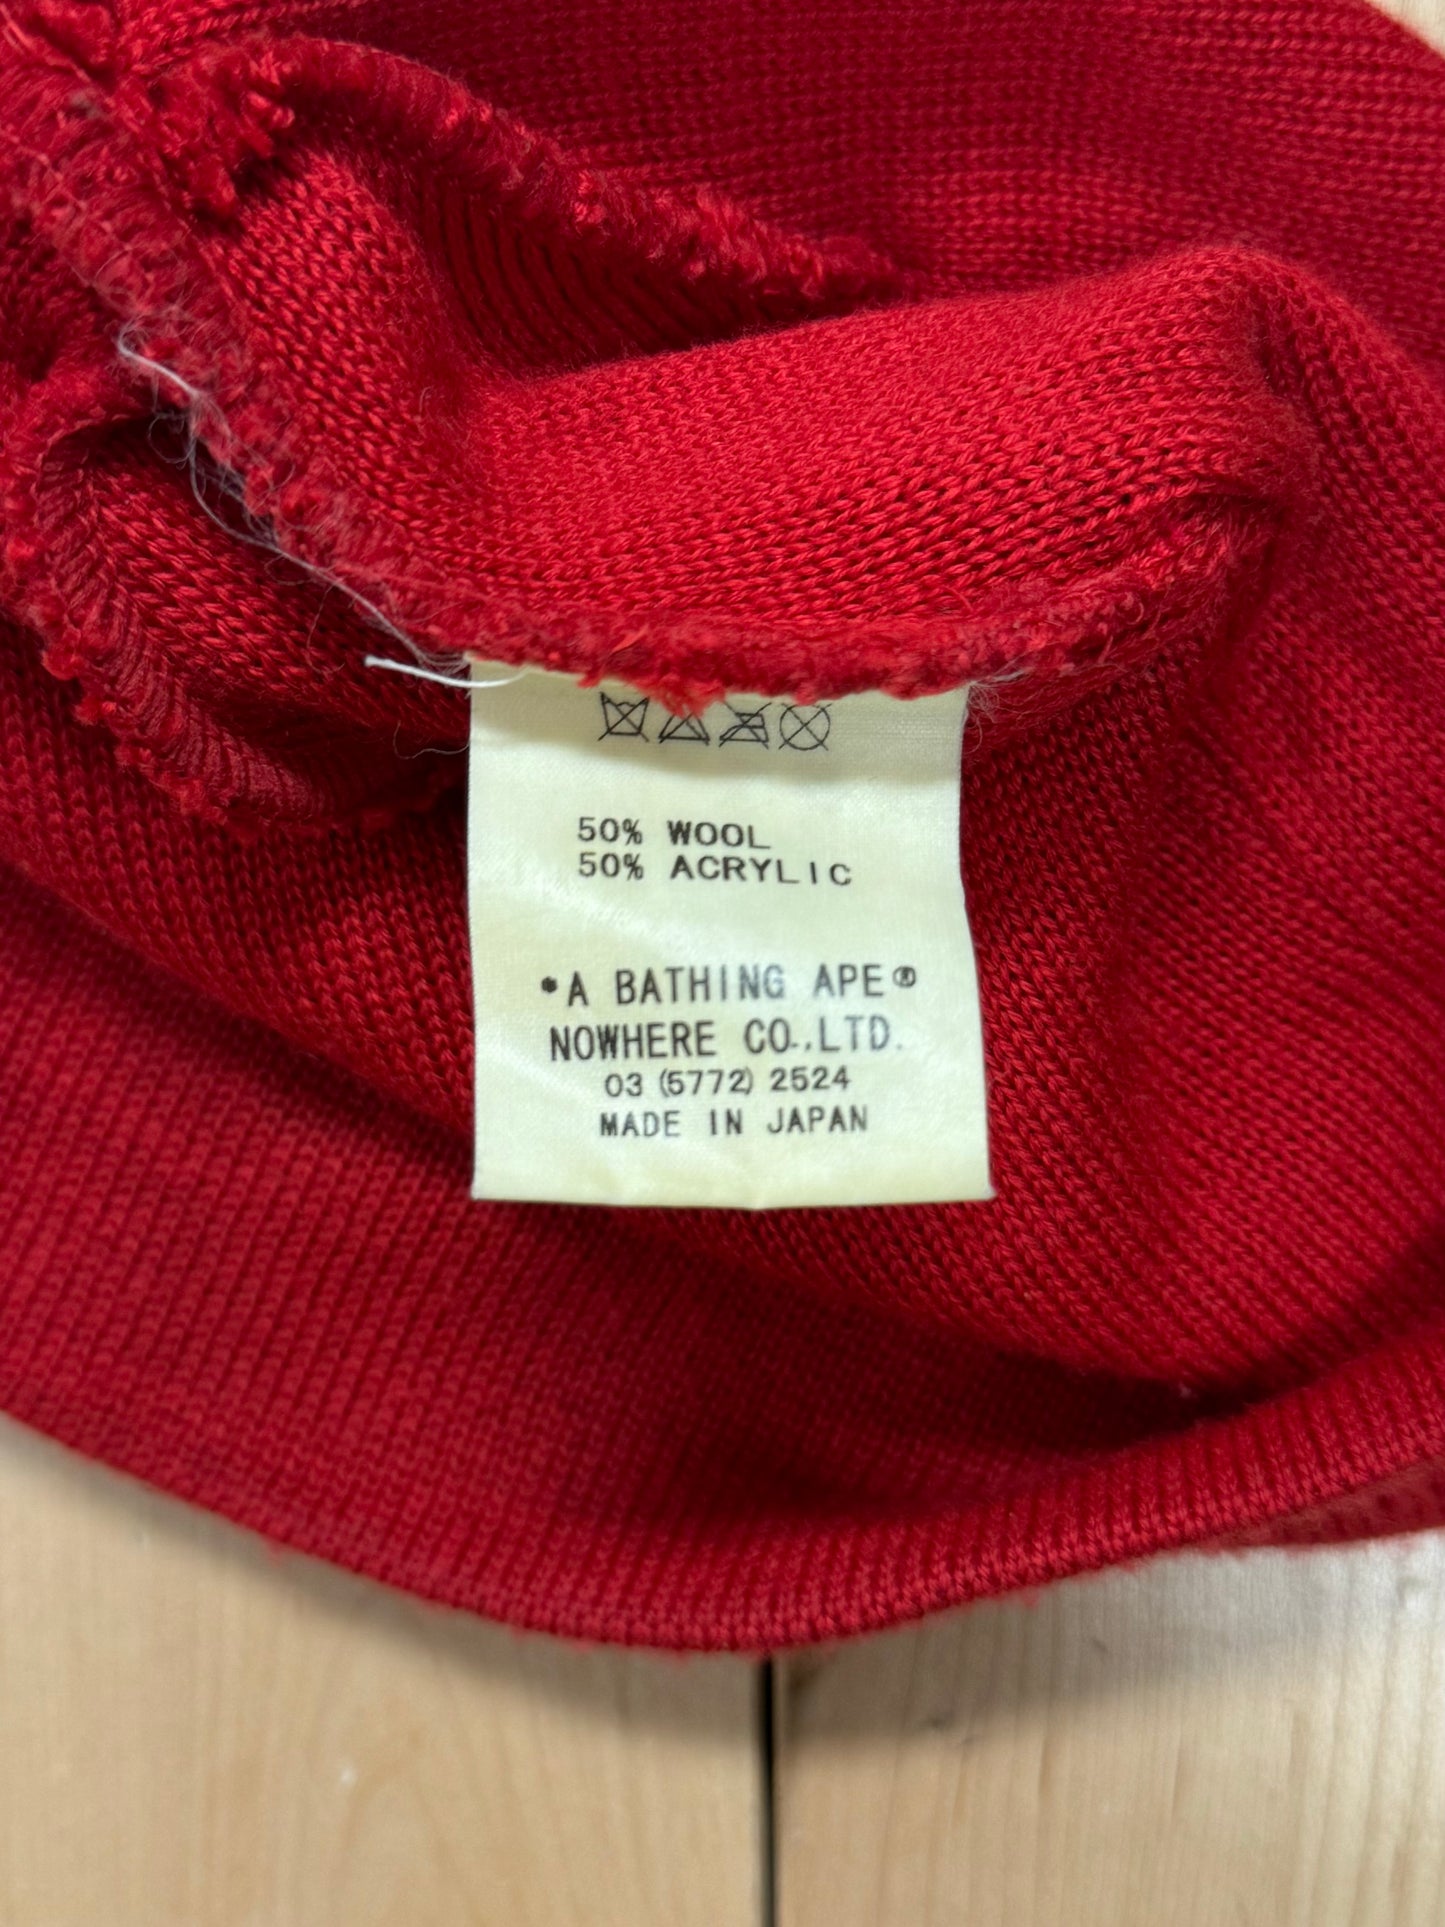 50% WOOL
50% ACRYLIC
*A BATHING APE®
NOWHERE CO.,LTD.
03 (5772) 2524
MADE IN JAPAN